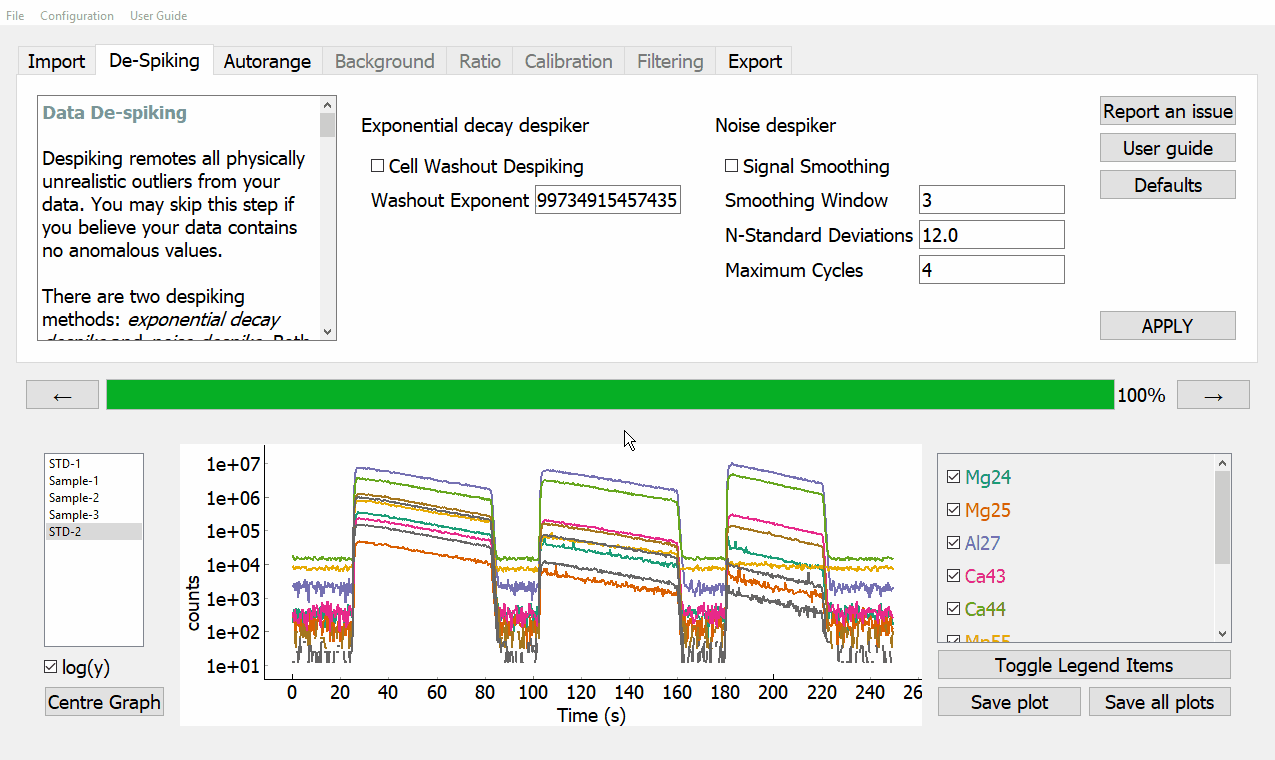 File Configuration User Guide
Import De-Spiking Autorange Background Ratio Calibration Filtering Export
Data De-spiking
Despiking remotes all physically
unrealistic outliers from your
data. You may skip this step if
you believe your data contains
no anomalous values.
There are two despiking
methods: exponential decay
despike and noise despike. Both
Exponential decay despiker
Cell Washout Despiking
Washout Exponent 99734915457435
Noise despiker
Signal Smoothing
Smoothing Window 3
N-Standard Deviations 12.0
Maximum Cycles 4
Report an issue
User guide
Defaults
APPLY
← 100% →
STD-1
Sample-1
Sample-2
Sample-3
STD-2
log(y)
Centre Graph
counts
1e+07
1e+06
1e+05
1e+04
1e+03
1e+02
1e+01
0 20 40 60 80 100 120 140 160 180 200 220 240 26
Time (s)
Mg24
Mg25
Al27
Ca43
Ca44
Mn55
Toggle Legend Items
Save plot Save all plots